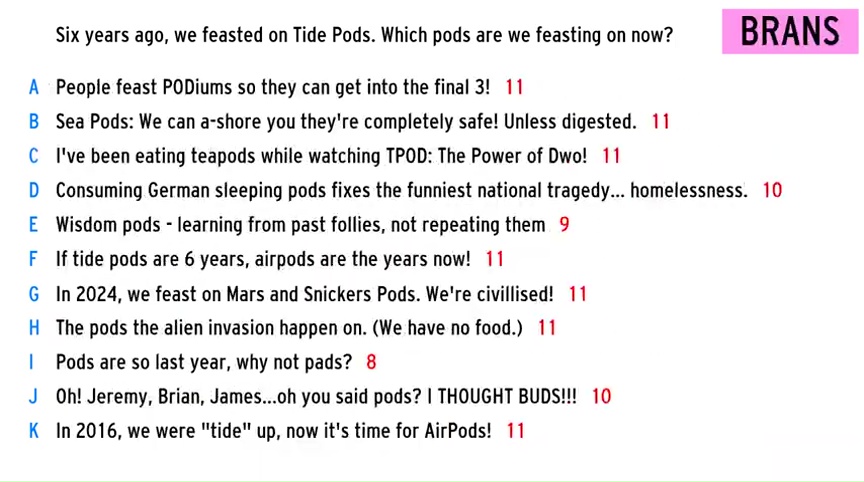 Six years ago, we feasted on Tide Pods. Which pods are we feasting on now?
BRANS
A People feast PODiums so they can get into the final 3! 11
B Sea Pods: We can a-shore you they're completely safe! Unless digested. 11
C I've been eating teapods while watching TPOD: The Power of Dwo! 11
D Consuming German sleeping pods fixes the funniest national tragedy... homelessness. 10
E Wisdom pods - learning from past follies, not repeating them 9
F If tide pods are 6 years, airpods are the years now! 11
G In 2024, we feast on Mars and Snickers Pods. We're civillised! 11
H The pods the alien invasion happen on. (We have no food.) 11
I Pods are so last year, why not pads? 8
J Oh! Jeremy, Brian, James...oh you said pods? I THOUGHT BUDS!!! 10
K In 2016, we were "tide" up, now it's time for AirPods! 11